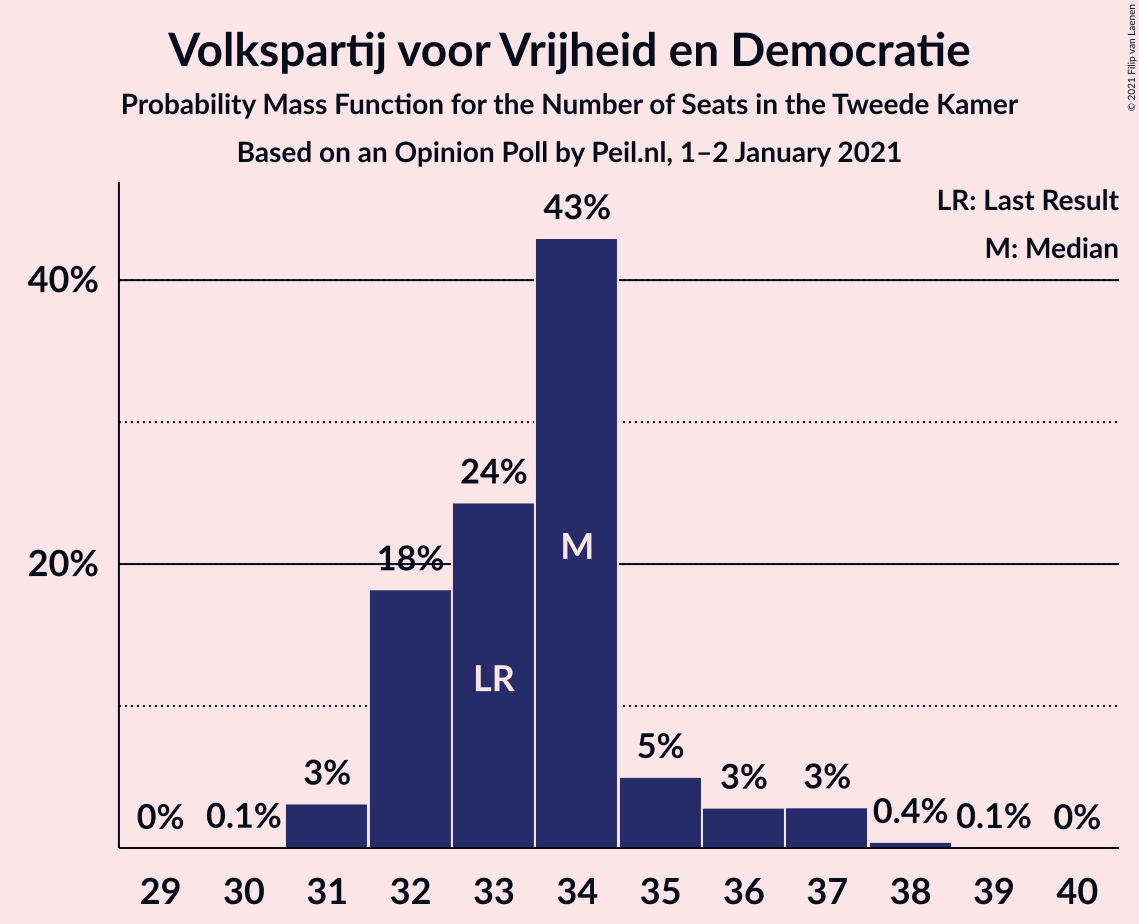 Volkspartij voor Vrijheid en Democratie
Probability Mass Function for the Number of Seats in the Tweede Kamer
Based on an Opinion Poll by Peil.nl, 1–2 January 2021
© 2021 Filip van Laenen
LR: Last Result
M: Median
40%
20%
0% 0.1% 3% 18% 24% 43% 5% 3% 3% 0.4% 0.1% 0%
LR M
29 30 31 32 33 34 35 36 37 38 39 40